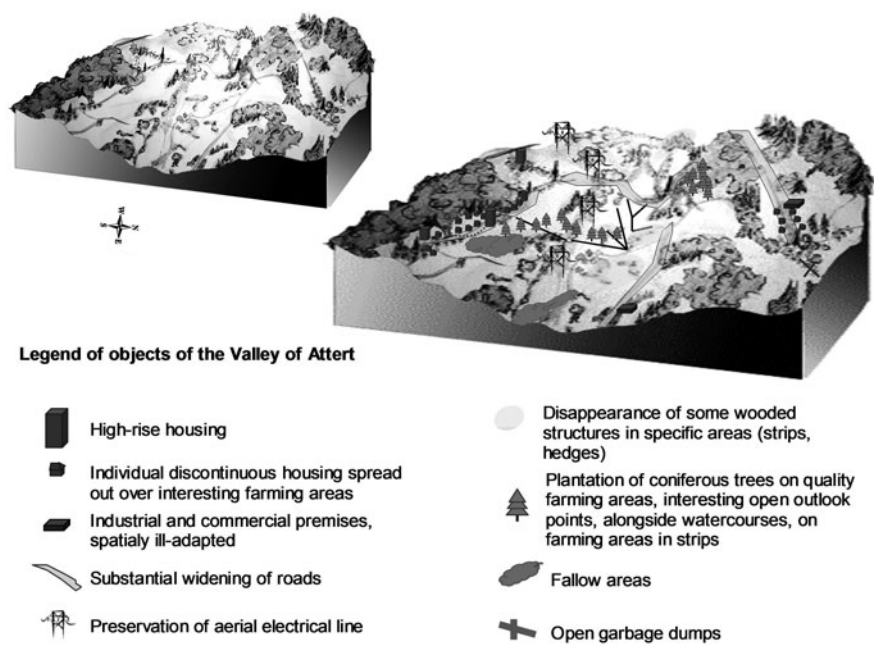 W
S
N
E
Legend of objects of the Valley of Attert
High-rise housing
Individual discontinuous housing spread
out over interesting farming areas
Industrial and commercial premises,
spatialy ill-adapted
Substantial widening of roads
Preservation of aerial electrical line
Disappearance of some wooded
structures in specific areas (strips,
hedges)
Plantation of coniferous trees on quality
farming areas, interesting open outlook
points, alongside watercourses, on
farming areas in strips
Fallow areas
Open garbage dumps